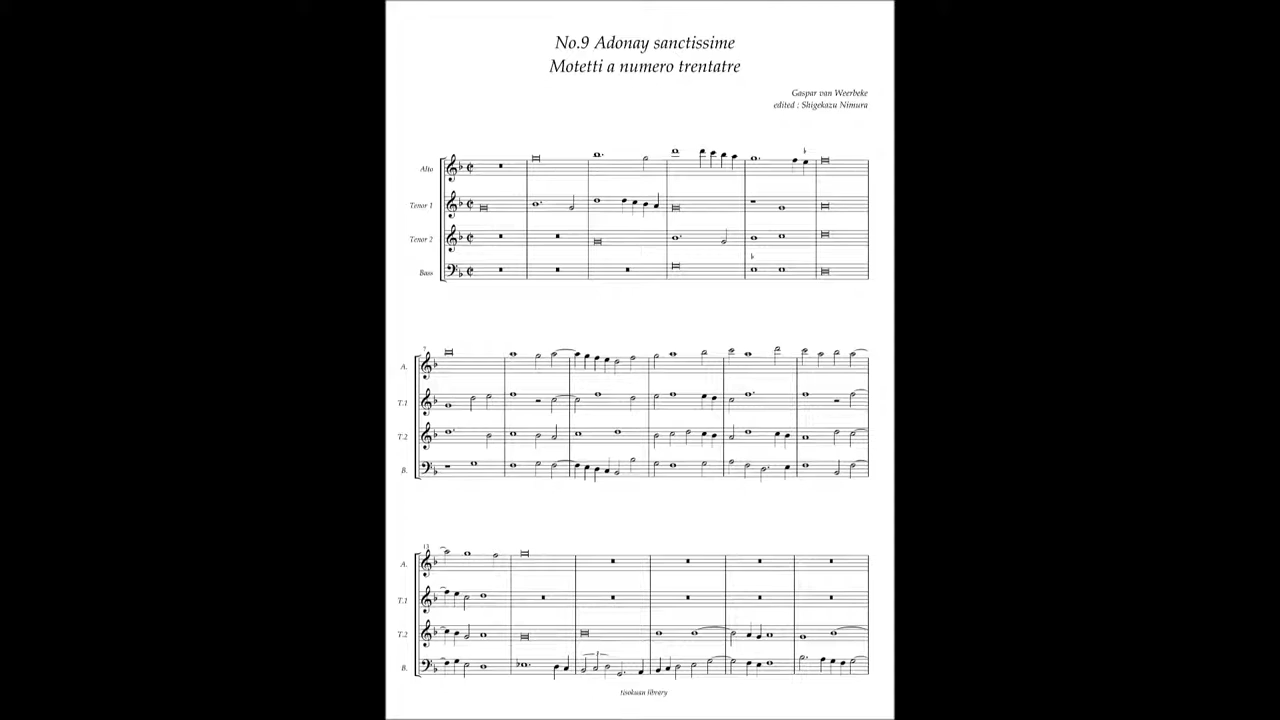 No.9 Adonay sanctissime
Motetti a numero trentatre
Gaspar van Weerbeke
edited : Shigekazu Nimura
Alto
Tenor 1
Tenor 2
Bass
7
A.
T.1
T.2
B.
13
A.
T.1
T.2
B.
3
library